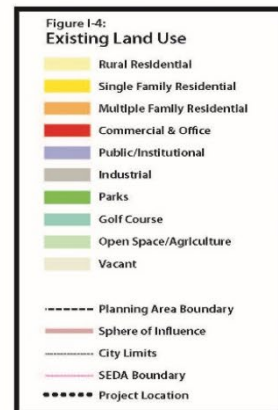 Figure I-4:
Existing Land Use
Rural Residential
Single Family Residential
Multiple Family Residential
Commercial & Office
Public/Institutional
Industrial
Parks
Golf Course
Open Space/Agriculture
Vacant
Planning Area Boundary
Sphere of Influence
City Limits
SEDA Boundary
Project Location